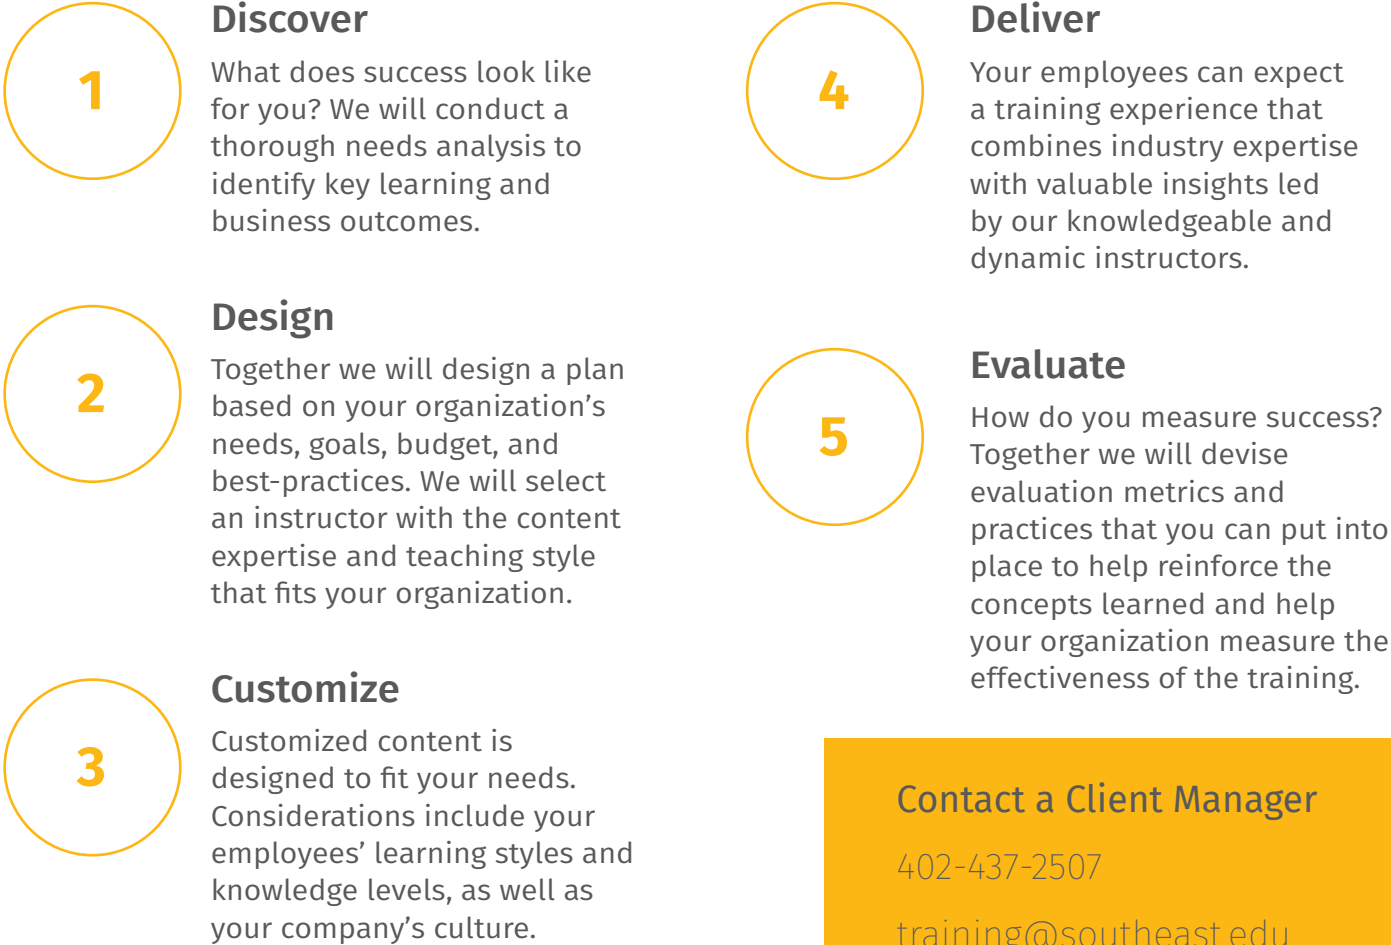 1
Discover
What does success look like
for you? We will conduct a
thorough needs analysis to
identify key learning and
business outcomes.
2
Design
Together we will design a plan
based on your organization’s
needs, goals, budget, and
best-practices. We will select
an instructor with the content
expertise and teaching style
that fits your organization.
3
Customize
Customized content is
designed to fit your needs.
Considerations include your
employees’ learning styles and
knowledge levels, as well as
your company’s culture.
4
Deliver
Your employees can expect
a training experience that
combines industry expertise
with valuable insights led
by our knowledgeable and
dynamic instructors.
5
Evaluate
How do you measure success?
Together we will devise
evaluation metrics and
practices that you can put into
place to help reinforce the
concepts learned and help
your organization measure the
effectiveness of the training.
Contact a Client Manager
402-437-2507
training@southeast.edu